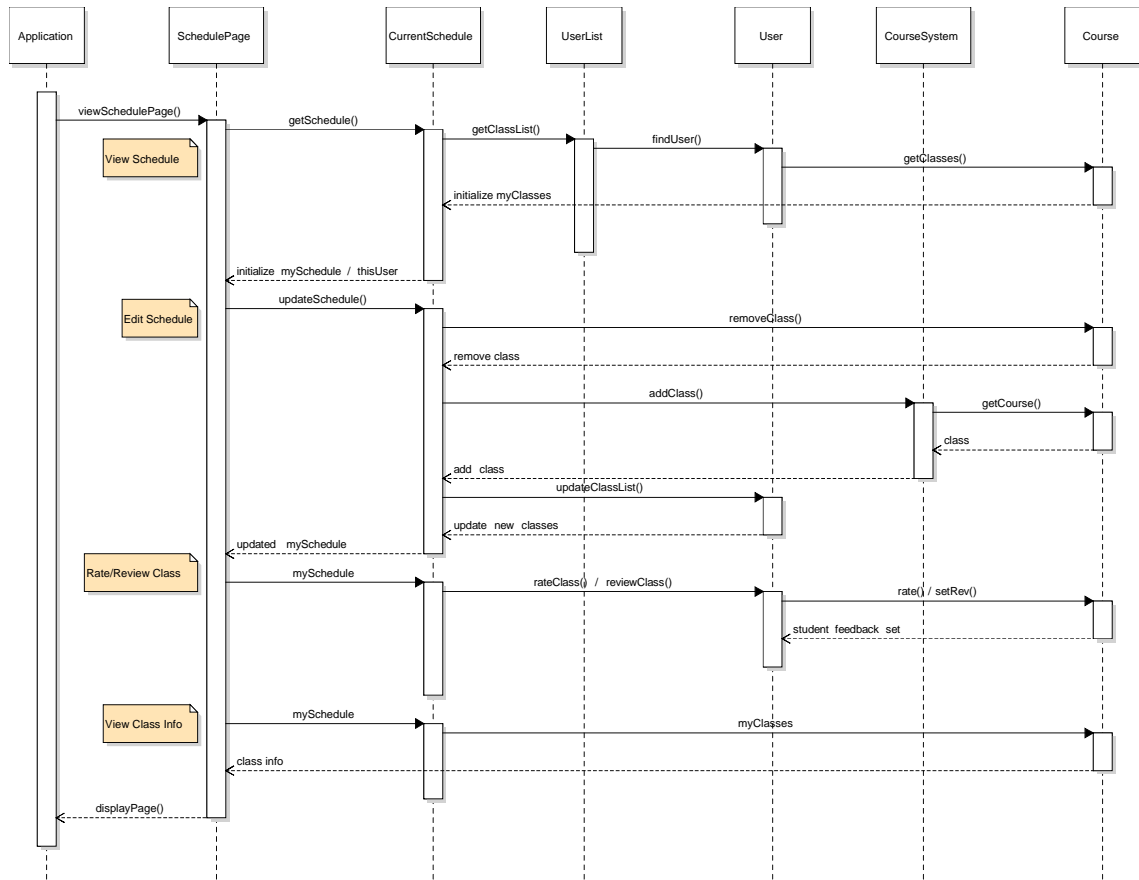 Application
SchedulePage
CurrentSchedule
UserList
User
CourseSystem
Course
viewSchedulePage()
getSchedule()
getClassList()
findUser()
View Schedule
getClasses()
initialize myClasses
initialize mySchedule / thisUser
Edit Schedule
updateSchedule()
removeClass()
remove class
addClass()
getCourse()
class
add class
updateClassList()
update new classes
updated mySchedule
Rate/Review Class
mySchedule
rateClass() / reviewClass()
rate() / setRev()
student feedback set
View Class Info
mySchedule
myClasses
class info
displayPage()